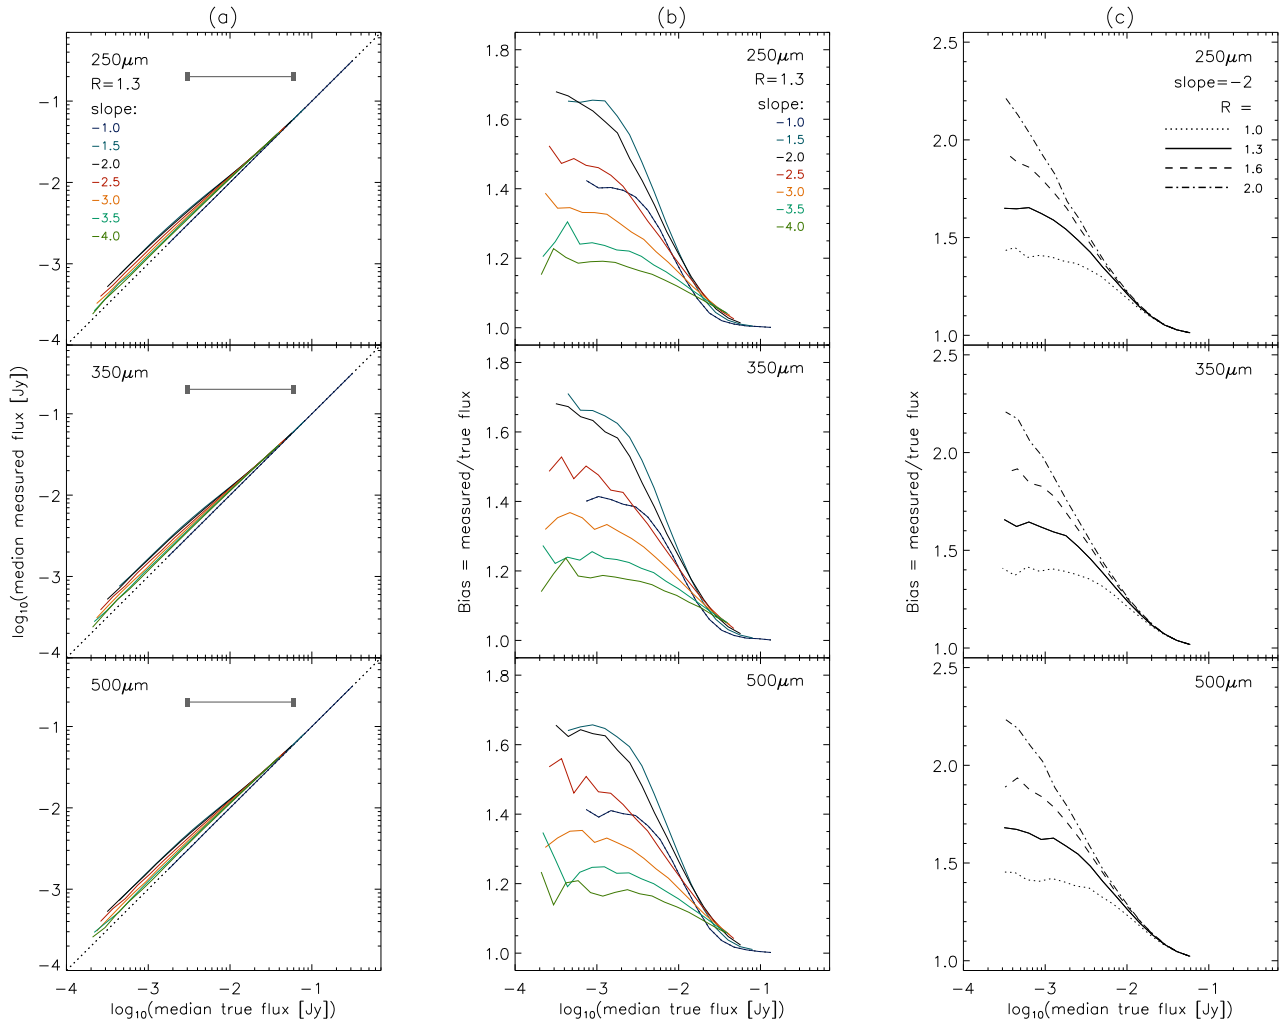 (a)
(b)
(c)
250μm
R=1.3
slope:
−1.0
−1.5
−2.0
−2.5
−3.0
−3.5
−4.0
−1
−2
−3
−4
350μm
−1
−2
−3
−4
500μm
−1
−2
−3
−4
−4
−3
−2
−1
log10(median measured flux [Jy])
log10(median true flux [Jy])
250μm
R=1.3
slope:
−1.0
−1.5
−2.0
−2.5
−3.0
−3.5
−4.0
1.8
1.6
1.4
1.2
1.0
350μm
1.8
1.6
1.4
1.2
1.0
500μm
1.8
1.6
1.4
1.2
1.0
−4
−3
−2
−1
Bias = measured/true flux
log10(median true flux [Jy])
250μm
slope=−2
R =
1.0
1.3
1.6
2.0
2.5
2.0
1.5
1.0
350μm
2.5
2.0
1.5
1.0
500μm
2.5
2.0
1.5
1.0
−4
−3
−2
−1
Bias = measured/true flux
log10(median true flux [Jy])